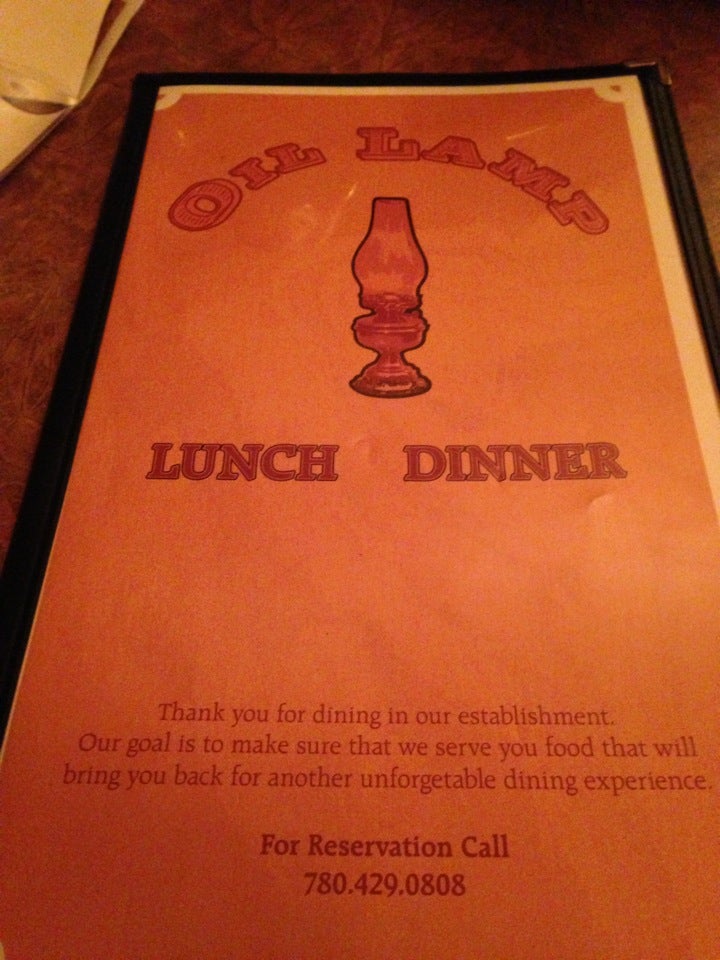 OIL LAMP
LUNCH DINNER
Thank you for dining in our establishment.
Our goal is to make sure that we serve you food that will
bring you back for another unforgetable dining experience.
For Reservation Call
780.429.0808